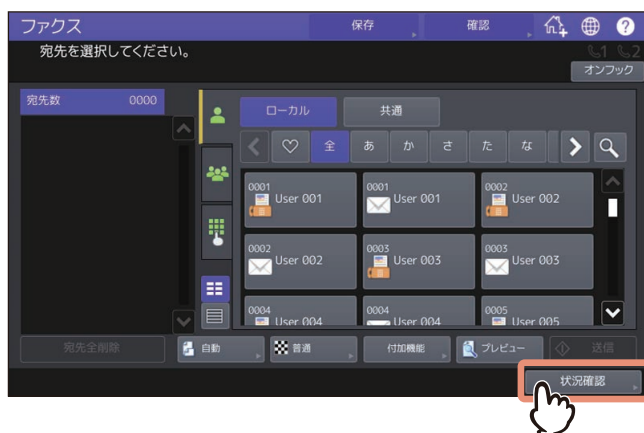 ファクス
保存
確認
宛先を選択してください。
1 2
オンフック
宛先数 0000
ローカル
共通
全 あ か さ た な
0001 User 001
0001 User 001
0002 User 002
0002 User 002
0003 User 003
0003 User 003
0004 User 004
0004 User 004
0005 User 005
宛先全削除
自動
普通
付加機能
プレビュー
送信
状況確認